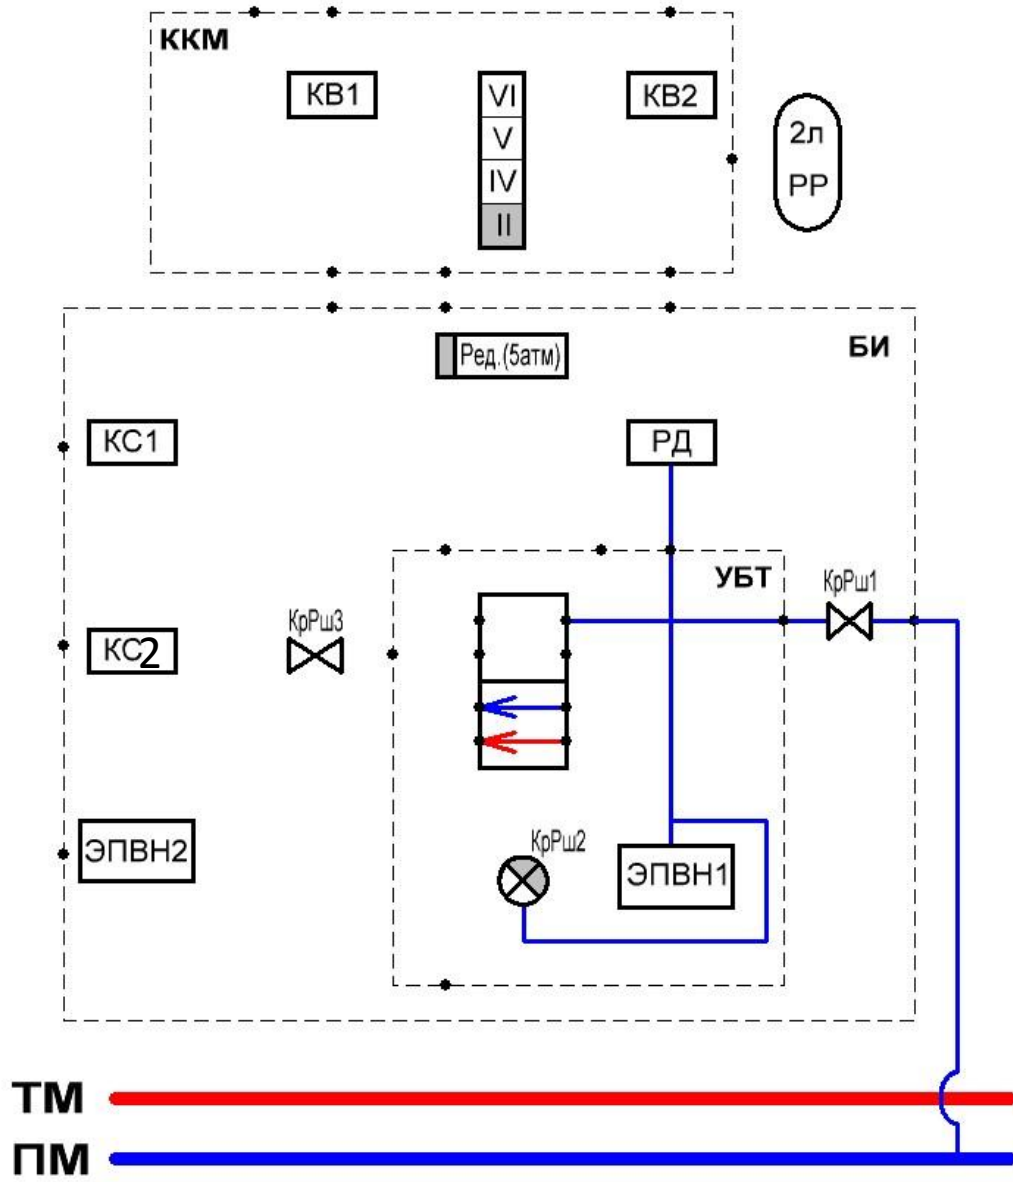 ККМ
КВ1
VI
КВ2
V
IV
II
2л
РР
БИ
Ред.(5атм)
КС1
РД
УБТ
КрРш1
КрРш3
КС2
КрРш2
ЭПВН2
ЭПВН1
ТМ
ПМ